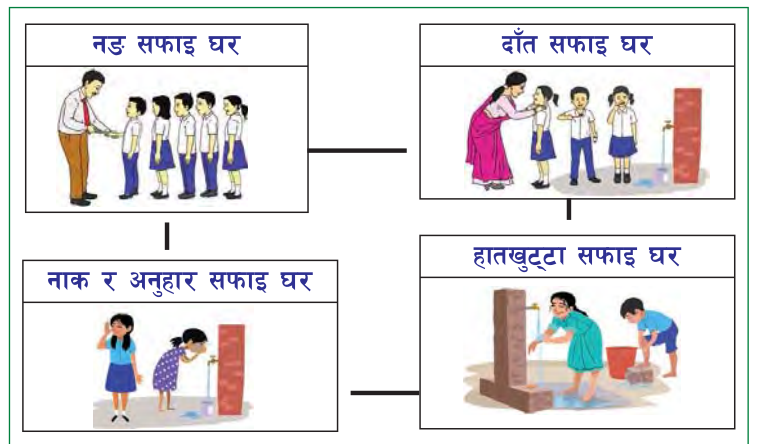 नङ सफाइ घर
दाँत सफाइ घर
नाक र अनुहार सफाइ घर
हातखुट्टा सफाइ घर